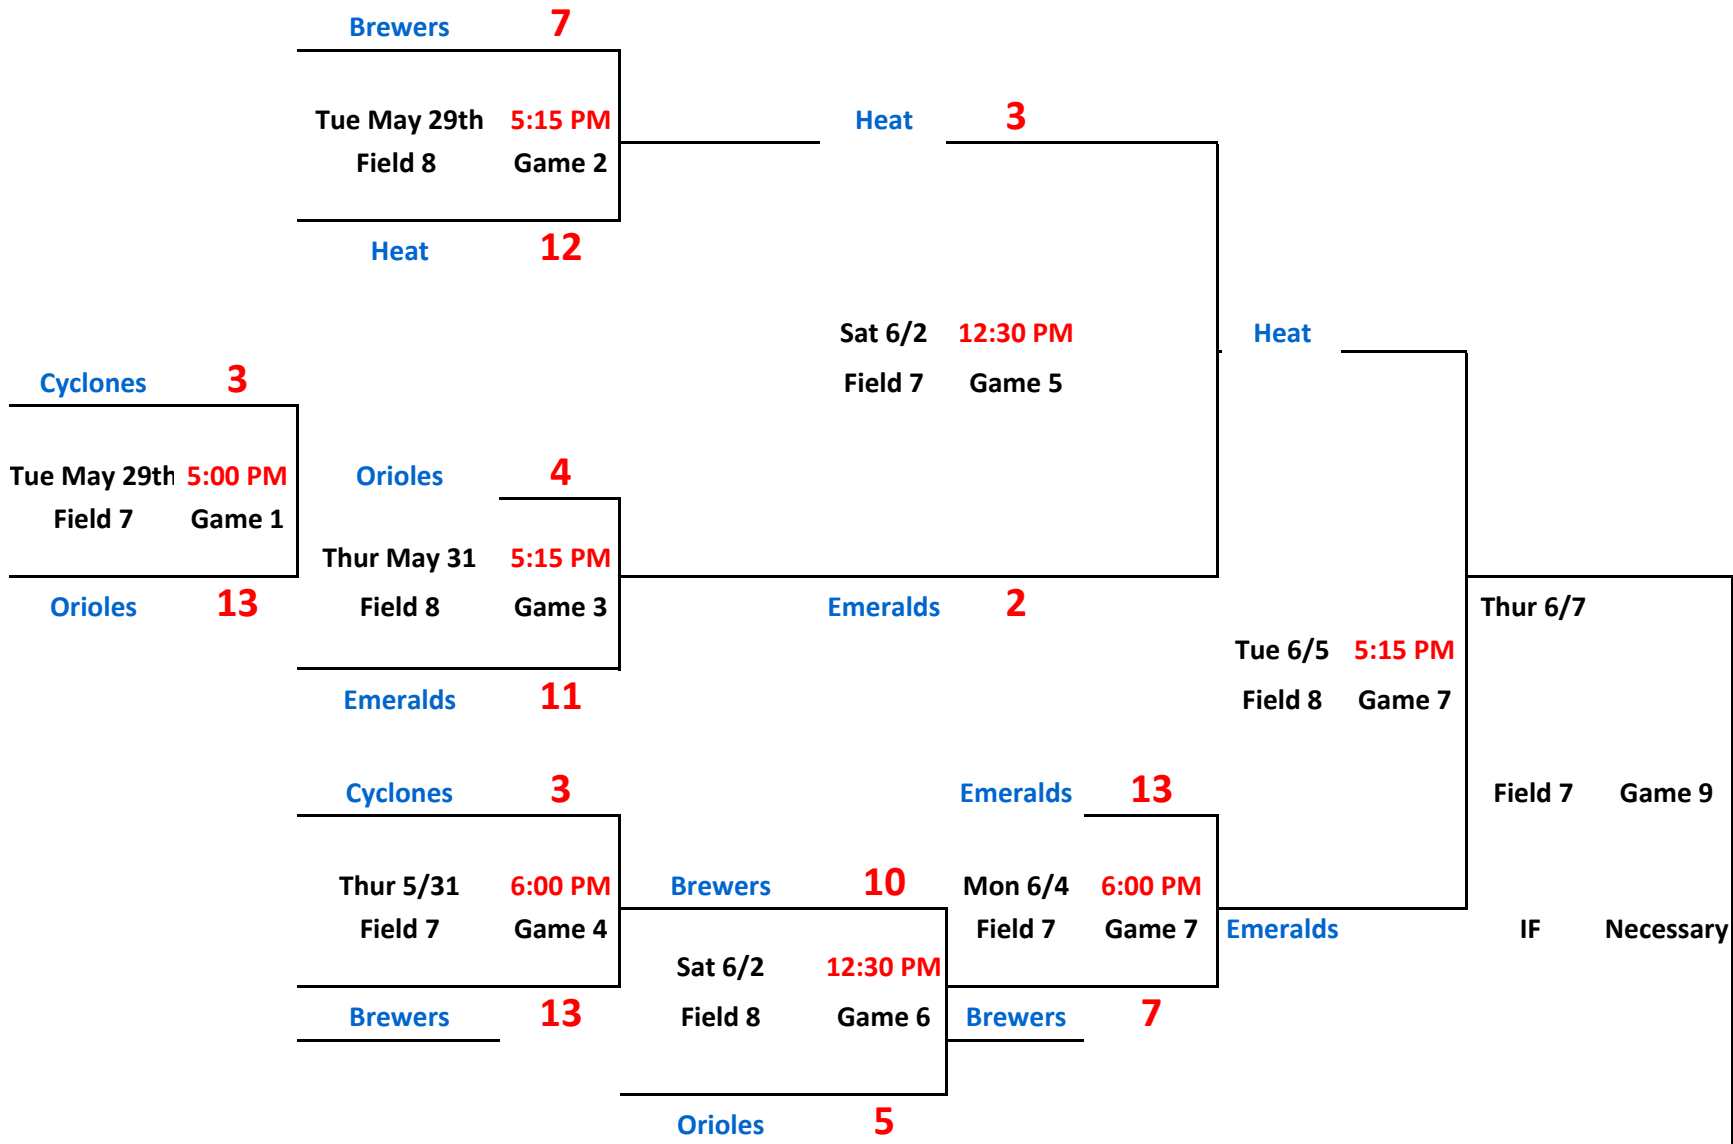 Brewers 7
Tue May 29th 5:15 PM
Field 8 Game 2
Heat 12
Heat 3
Sat 6/2 12:30 PM
Field 7 Game 5
Heat
Cyclones 3
Tue May 29th 5:00 PM
Field 7 Game 1
Orioles 13
Orioles 4
Thur May 31 5:15 PM
Field 8 Game 3
Emeralds 11
Emeralds 2
Thur 6/7
Tue 6/5 5:15 PM
Field 8 Game 7
Cyclones 3
Thur 5/31 6:00 PM
Field 7 Game 4
Brewers 13
Brewers 10
Sat 6/2 12:30 PM
Field 8 Game 6
Orioles 5
Emeralds 13
Mon 6/4 6:00 PM
Field 7 Game 7
Brewers 7
Emeralds
Field 7 Game 9
IF Necessary